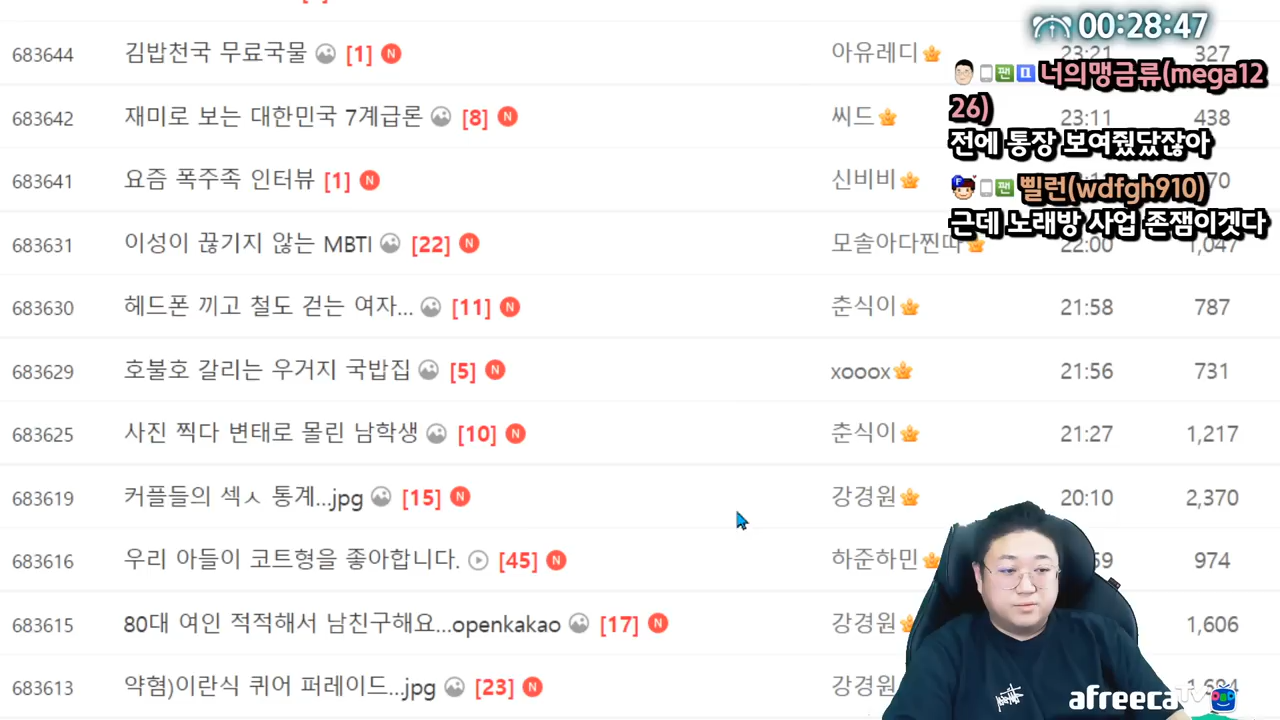 00:28:47
683644 김밥천국 무료국물 [1] N 아유레디 23:21 327
683642 재미로 보는 대한민국 7계급론 [8] N 씨드 23:11 438
683641 요즘 폭주족 인터뷰 [1] N 신비비
683631 이성이 끊기지 않는 MBTI [22] N 모솔아다찐따 22:00 1,047
683630 헤드폰 끼고 철도 걷는 여자... [11] N 춘식이 21:58 787
683629 호불호 갈리는 우거지 국밥집 [5] N xooox 21:56 731
683625 사진 찍다 변태로 몰린 남학생 [10] N 춘식이 21:27 1,217
683619 커플들의 섹ㅅ 통계...jpg [15] N 강경원 20:10 2,370
683616 우리 아들이 코트형을 좋아합니다. [45] N 하준하민 974
683615 80대 여인 적적해서 남친구해요...openkakao [17] N 강경원 1,606
683613 약혐)이란식 퀴어 퍼레이드...jpg [23] N 강경원
너의맹금류(mega12
26)
전에 통장 보여줬닸잖아
삘런(wdfgh910)
근데 노래방 사업 존잼이겟다
afreecaTV